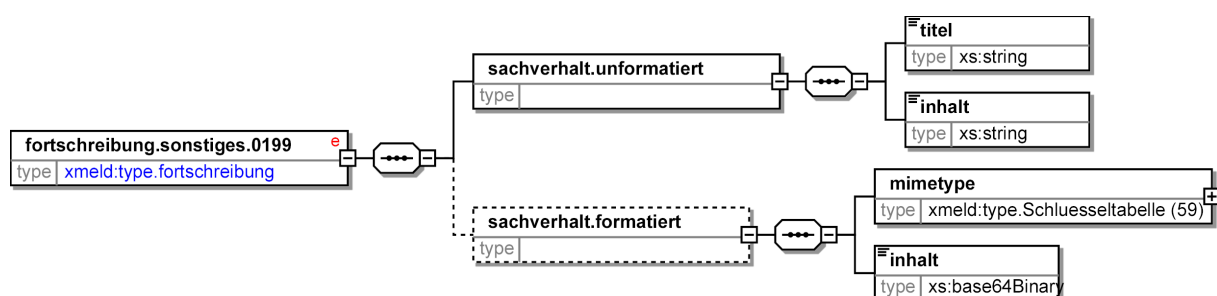 titel
type xs:string
sachverhalt.unformatiert
type
inhalt
type xs:string
fortschreibung.sonstiges.0199 e
type xmeld:type.fortschreibung
mimetype
type xmeld:type.Schluesseltabelle (59)
sachverhalt.formatiert
type
inhalt
type xs:base64Binary